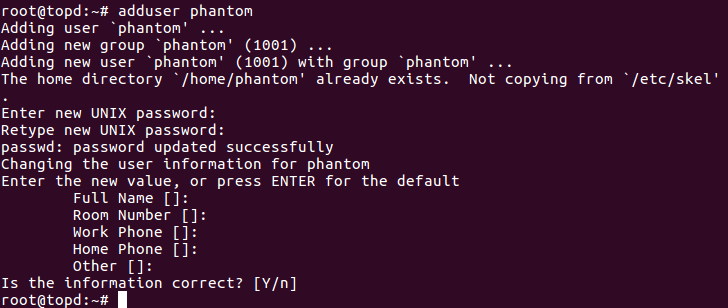 root@topd:~# adduser phantom
Adding user `phantom' ...
Adding new group `phantom' (1001) ...
Adding new user `phantom' (1001) with group `phantom' ...
The home directory `/home/phantom' already exists.  Not copying from `/etc/skel'
.
Enter new UNIX password:
Retype new UNIX password:
passwd: password updated successfully
Changing the user information for phantom
Enter the new value, or press ENTER for the default
        Full Name []:
        Room Number []:
        Work Phone []:
        Home Phone []:
        Other []:
Is the information correct? [Y/n]
root@topd:~#